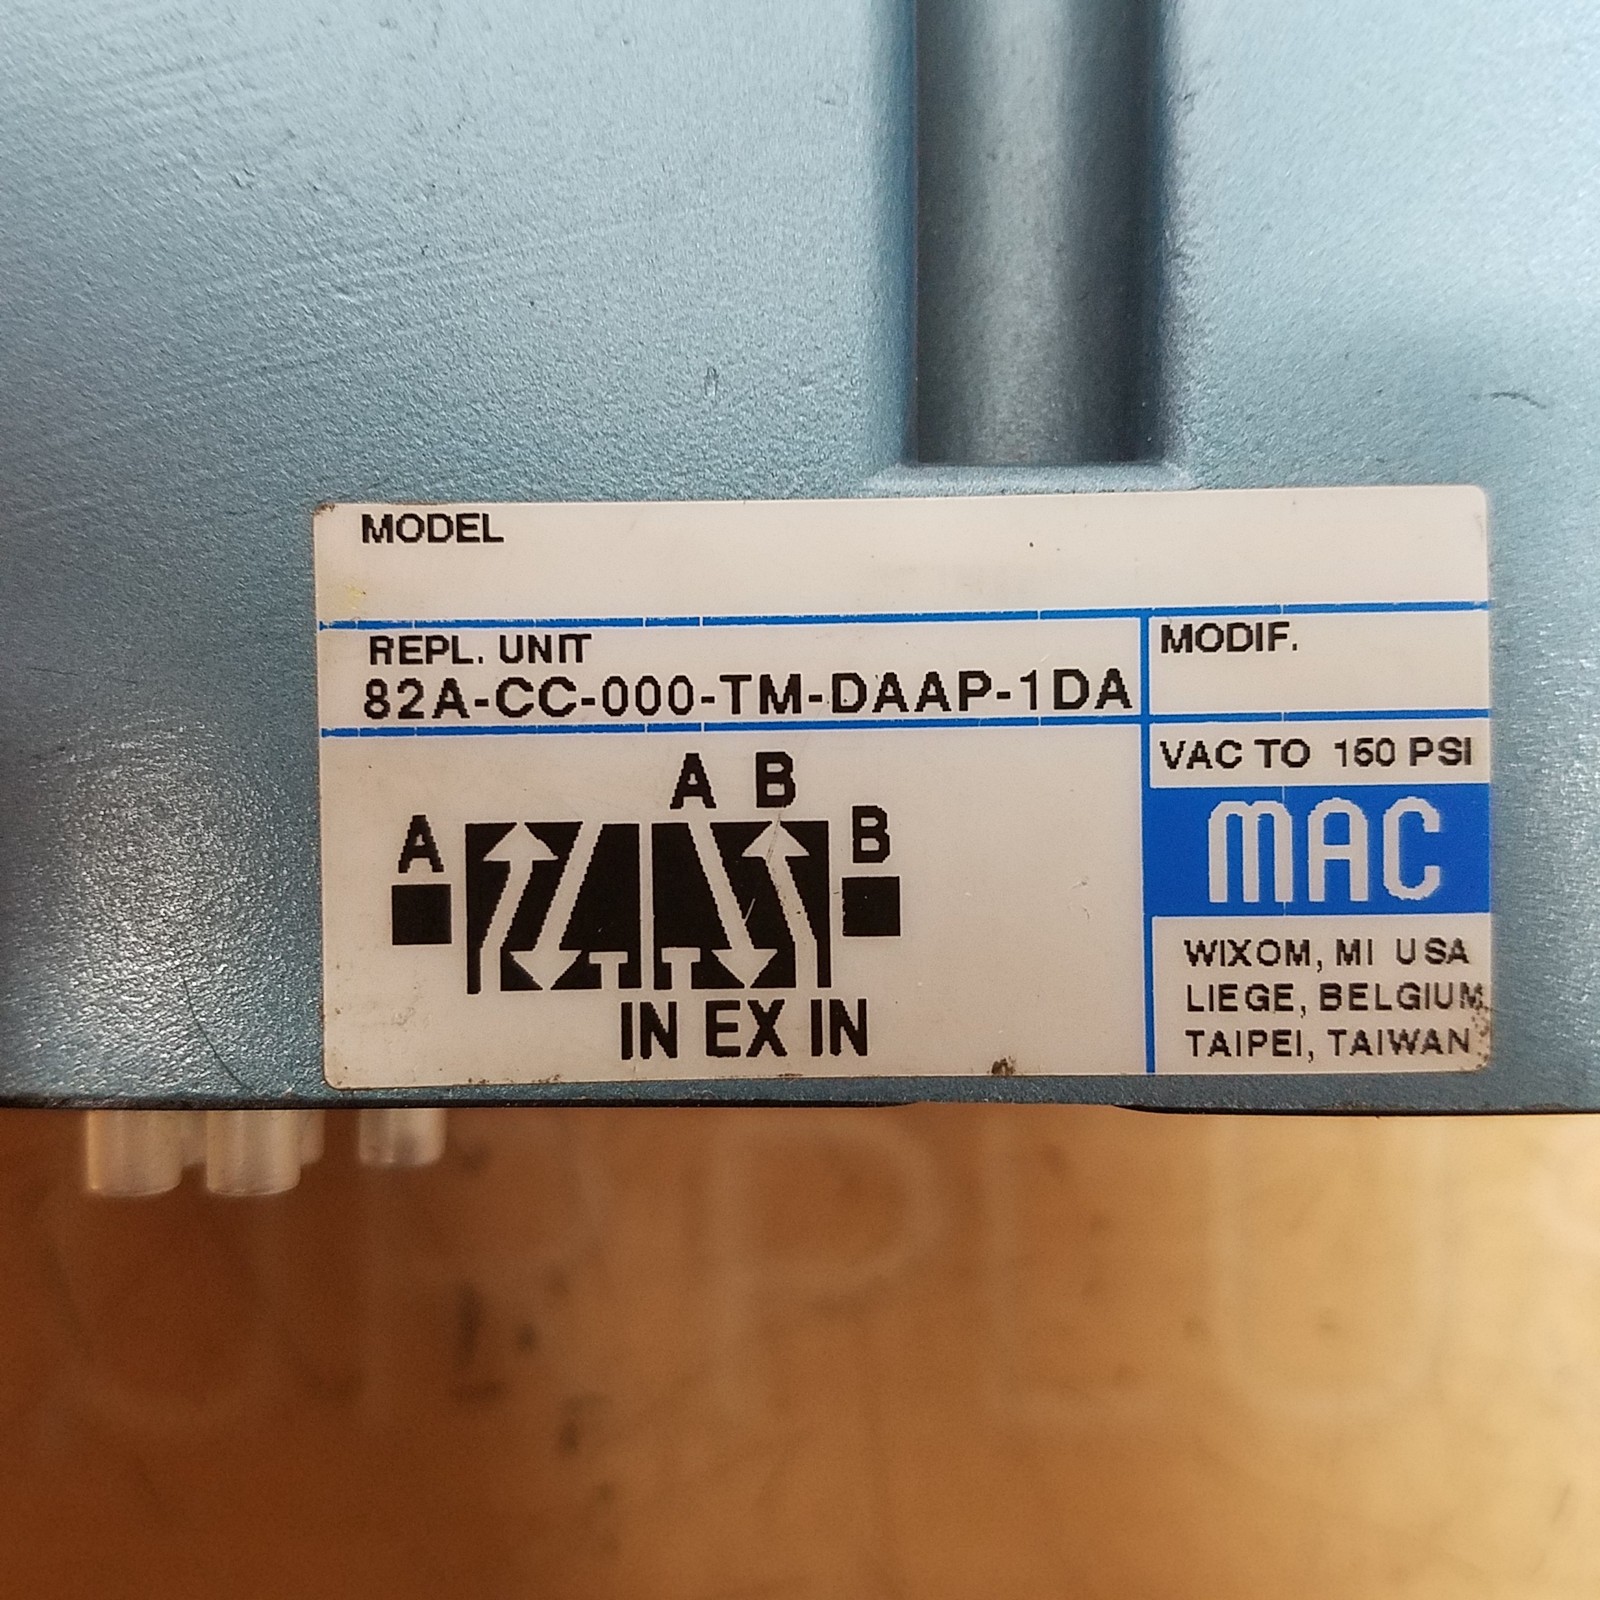 MODEL
REPL. UNIT
82A-CC-000-TM-DAAP-1DA
MODIF.
VAC TO 150 PSI
MAC
WIXOM, MI USA
LIEGE, BELGIUM
TAIPEI, TAIWAN
A B
A
B
IN EX IN